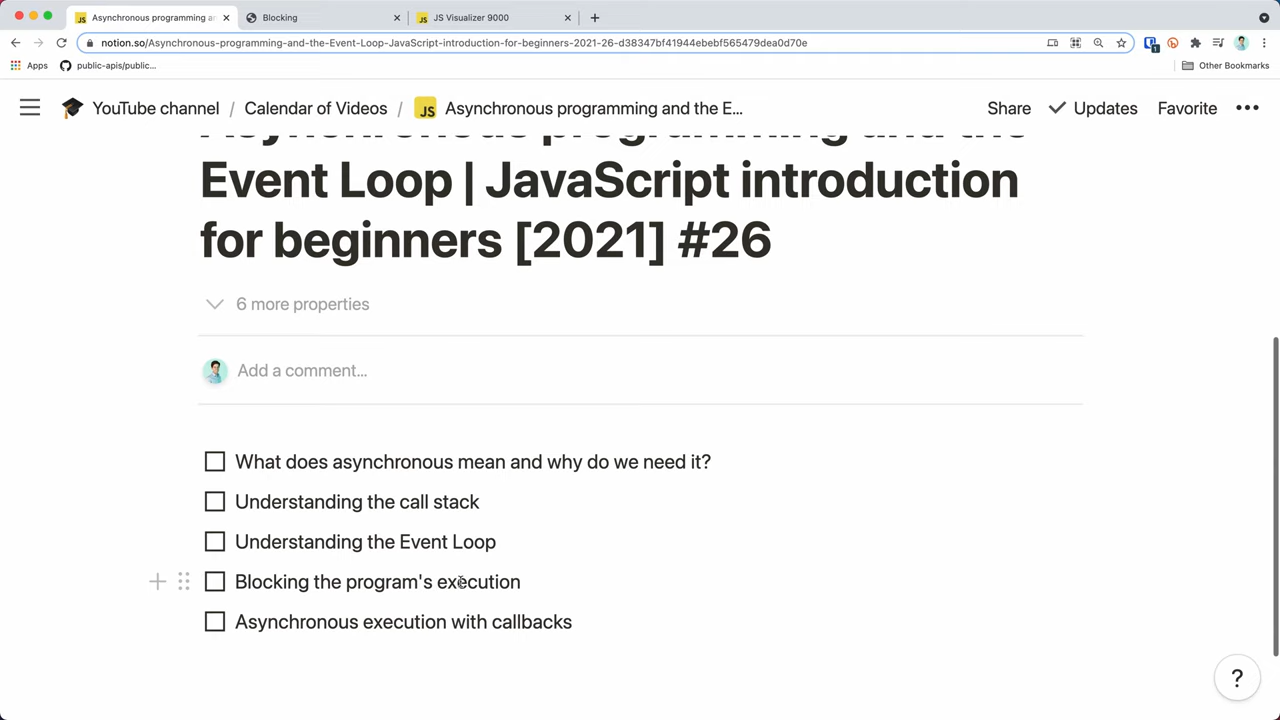 Asynchronous programming a
Blocking
JS Visualizer 9000
notion.so/Asynchronous-programming-and-the-Event-Loop-JavaScript-introduction-for-beginners-2021-26-d38347bf41944ebebf565479dea0d70e
Apps
public-apis/public...
Other Bookmarks
YouTube channel / Calendar of Videos / JS Asynchronous programming and the E...
Share Updates Favorite
Asynchronous programming and the
Event Loop | JavaScript introduction
for beginners [2021] #26
6 more properties
Add a comment...
What does asynchronous mean and why do we need it?
Understanding the call stack
Understanding the Event Loop
Blocking the program's execution
Asynchronous execution with callbacks
?